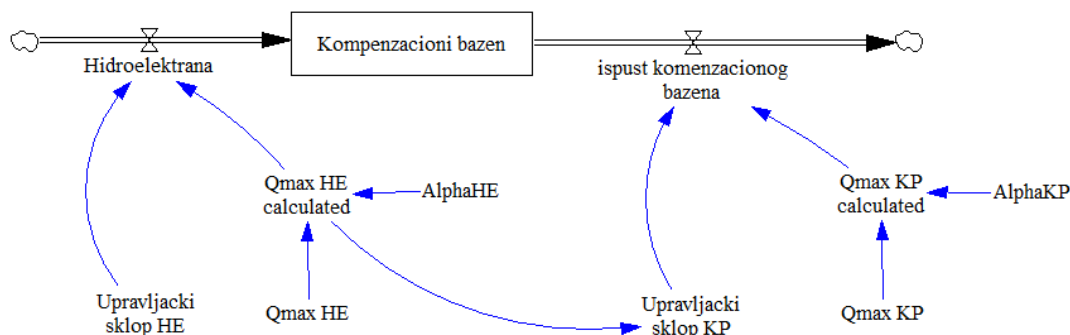 Kompenzacioni bazen
Hidroelektrana
ispust komenzacionog
bazena
Qmax HE
calculated
AlphaHE
Qmax KP
calculated
AlphaKP
Upravljacki
sklop HE
Qmax HE
Upravljacki
sklop KP
Qmax KP